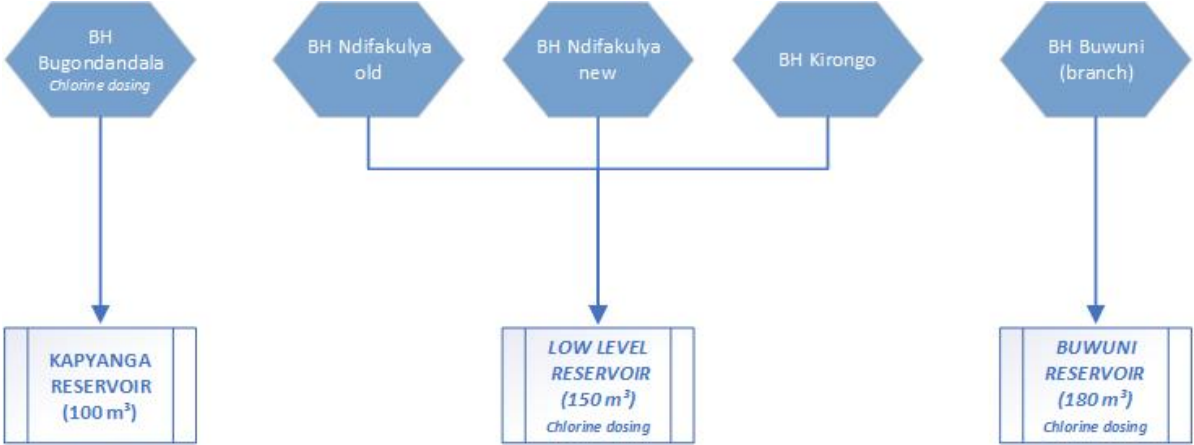 BH
Bugondandala
Chlorine dosing
BH Ndifakulya
old
BH Ndifakulya
new
BH Kirongo
BH Buwuni
(branch)
KAPYANGA
RESERVOIR
(100 m³)
LOW LEVEL
RESERVOIR
(150 m³)
Chlorine dosing
BUWUNI
RESERVOIR
(180 m³)
Chlorine dosing